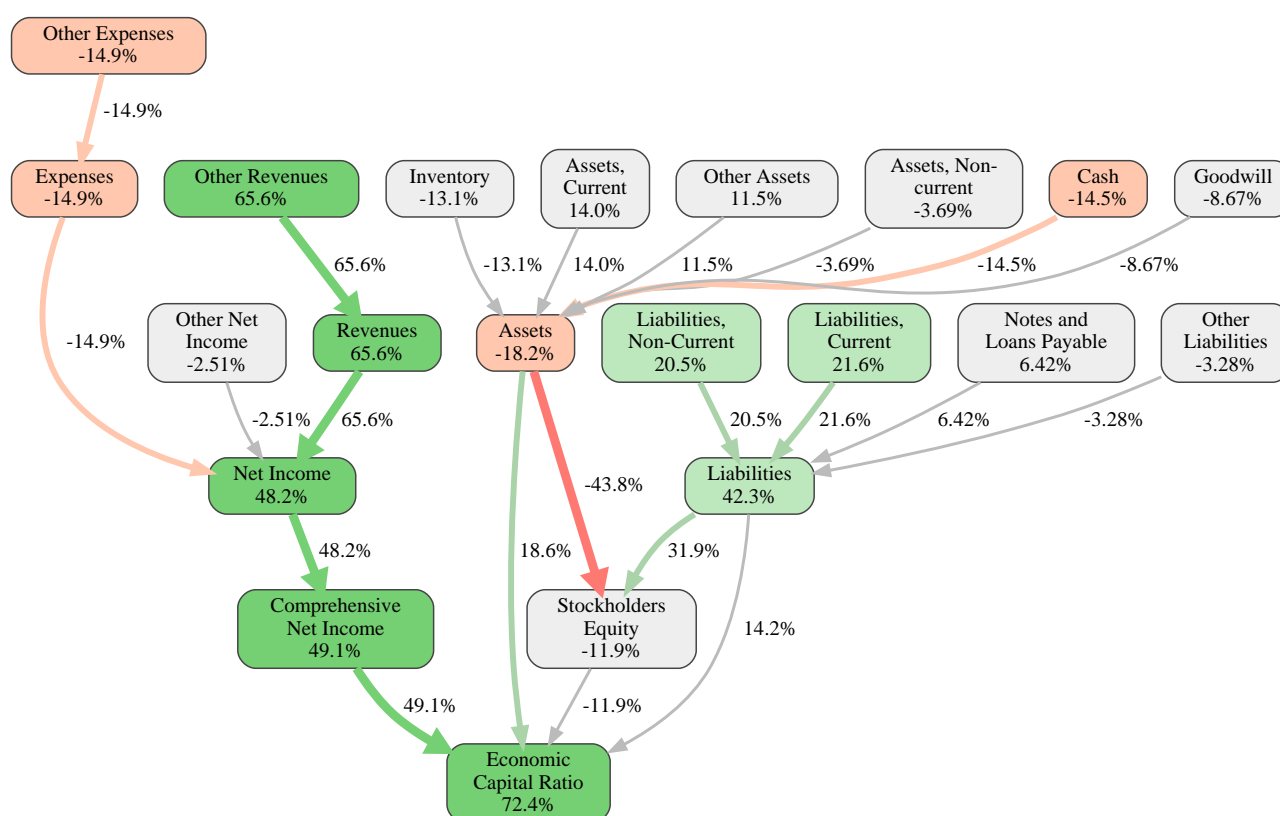 Other Expenses
-14.9%
-14.9%
Expenses
-14.9%
Other Revenues
65.6%
Inventory
-13.1%
Assets,
Current
14.0%
Other Assets
11.5%
Assets, Non-
current
-3.69%
Cash
-14.5%
Goodwill
-8.67%
65.6%
-13.1%
14.0%
11.5%
-3.69%
-14.5%
-8.67%
-14.9%
Other Net
Income
-2.51%
Revenues
65.6%
Assets
-18.2%
Liabilities,
Non-Current
20.5%
Liabilities,
Current
21.6%
Notes and
Loans Payable
6.42%
Other
Liabilities
-3.28%
-2.51%
65.6%
20.5%
21.6%
6.42%
-3.28%
Net Income
48.2%
-43.8%
Liabilities
42.3%
48.2%
18.6%
31.9%
Comprehensive
Net Income
49.1%
Stockholders
Equity
-11.9%
14.2%
49.1%
-11.9%
Economic
Capital Ratio
72.4%